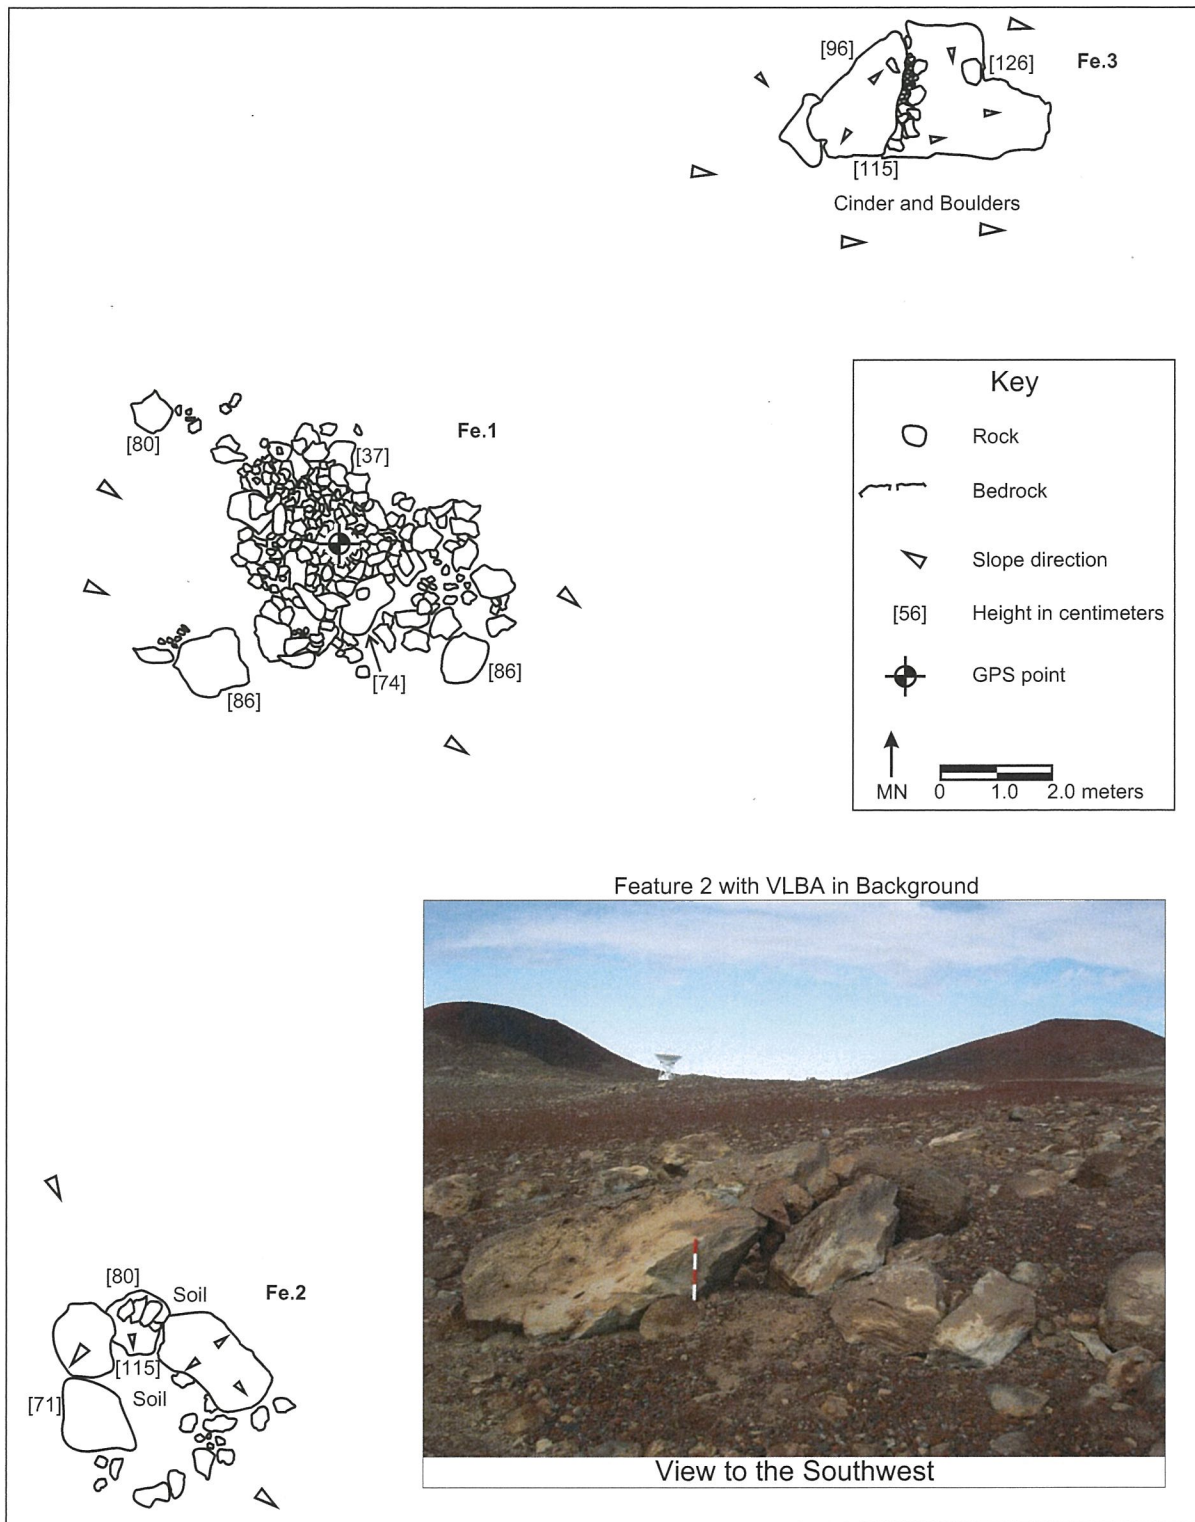 [96]
[126]
Fe.3
[115]
Cinder and Boulders
Key
Rock
Bedrock
Slope direction
[56] Height in centimeters
GPS point
MN 0 1.0 2.0 meters
[80]
Fe.1
[37]
[74]
[86]
[86]
Feature 2 with VLBA in Background
View to the Southwest
[80]
Soil
Fe.2
[115]
Soil
[71]